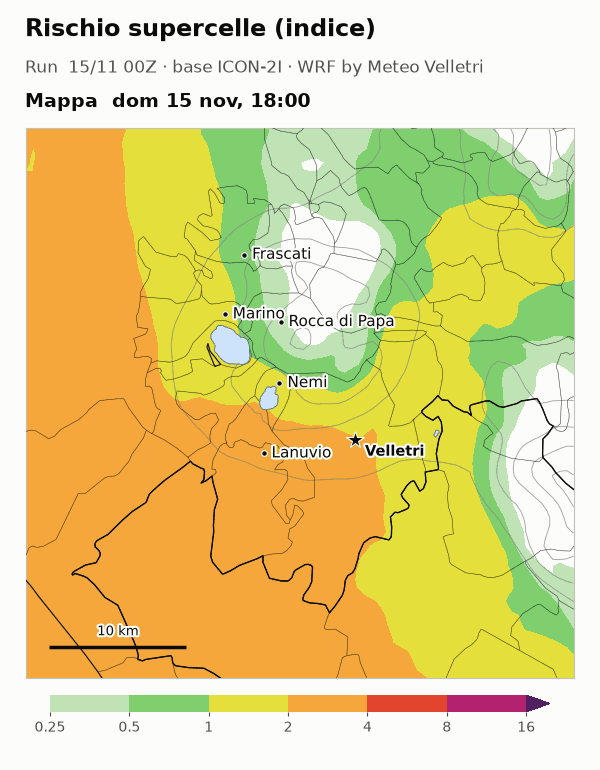 Rischio supercelle (indice)
Run  15/11 00Z · base ICON-2I · WRF by Meteo Velletri
Mappa  dom 15 nov, 18:00
Frascati
Marino
Rocca di Papa
Nemi
Velletri
Lanuvio
10 km
0.25 0.5 1 2 4 8 16